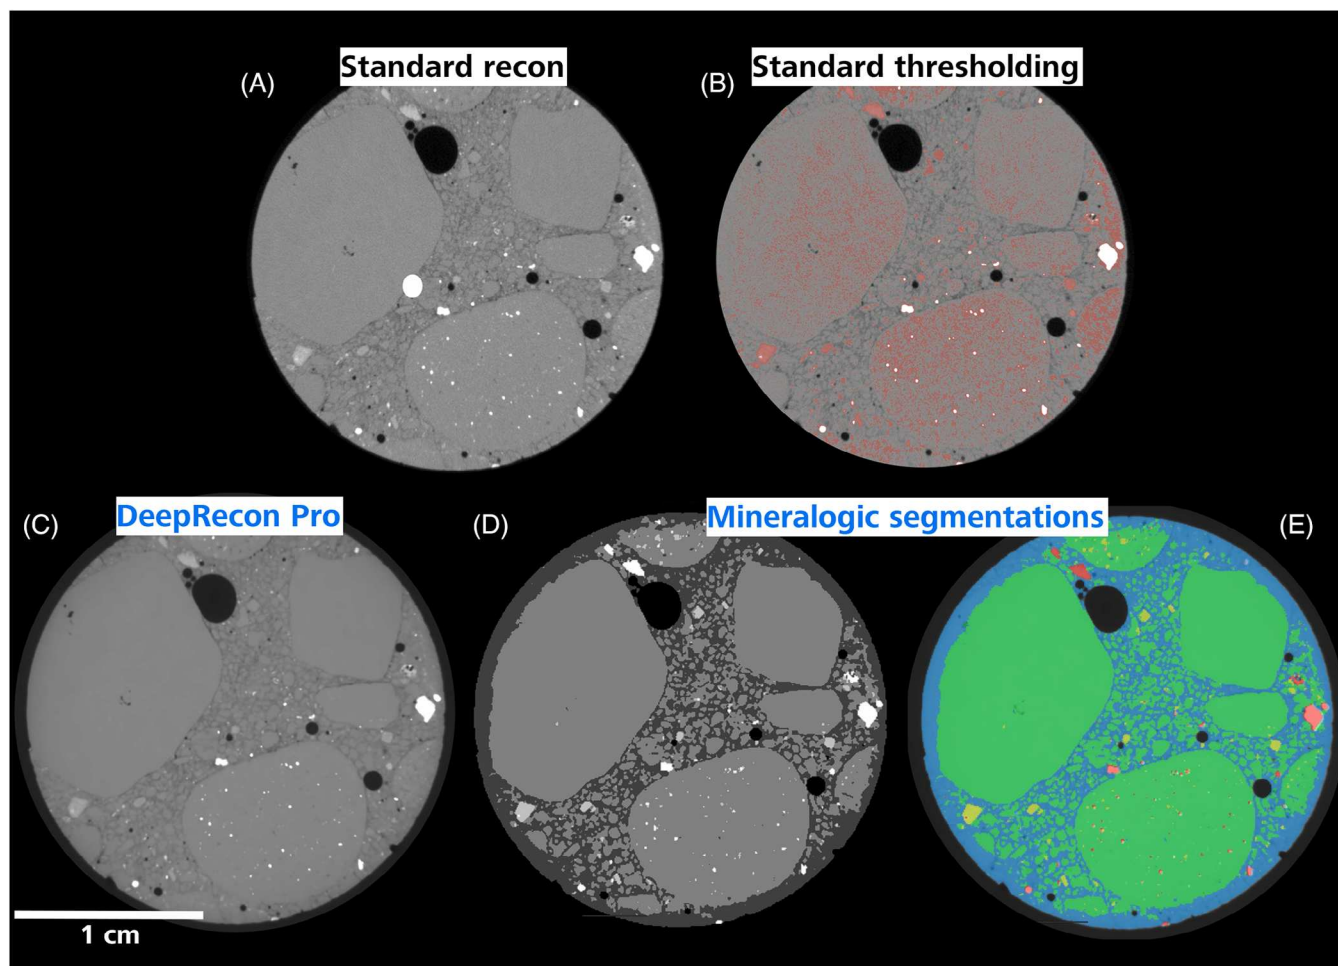 (A)
Standard recon
(B)
Standard thresholding
(C)
DeepRecon Pro
(D)
Mineralogic segmentations
(E)
1 cm